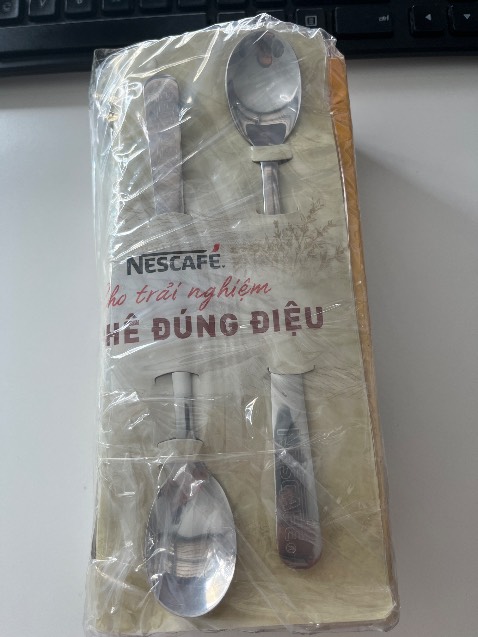 NESCAFÉ.
ho trải nghiệm
HÊ ĐÚNG ĐIỆU